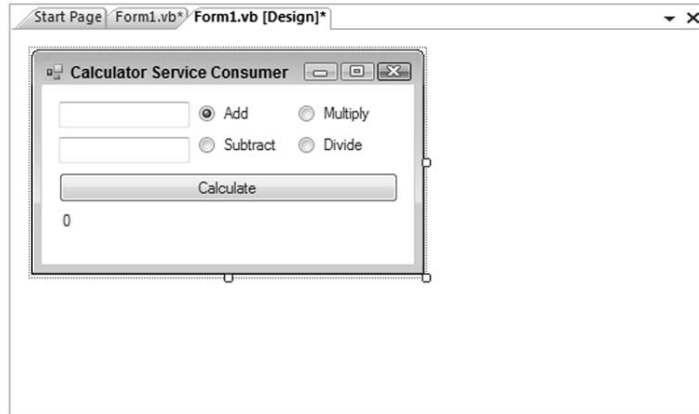 Start Page Form1.vb* Form1.vb [Design]*
Calculator Service Consumer
Add Multiply
Subtract Divide
Calculate
0